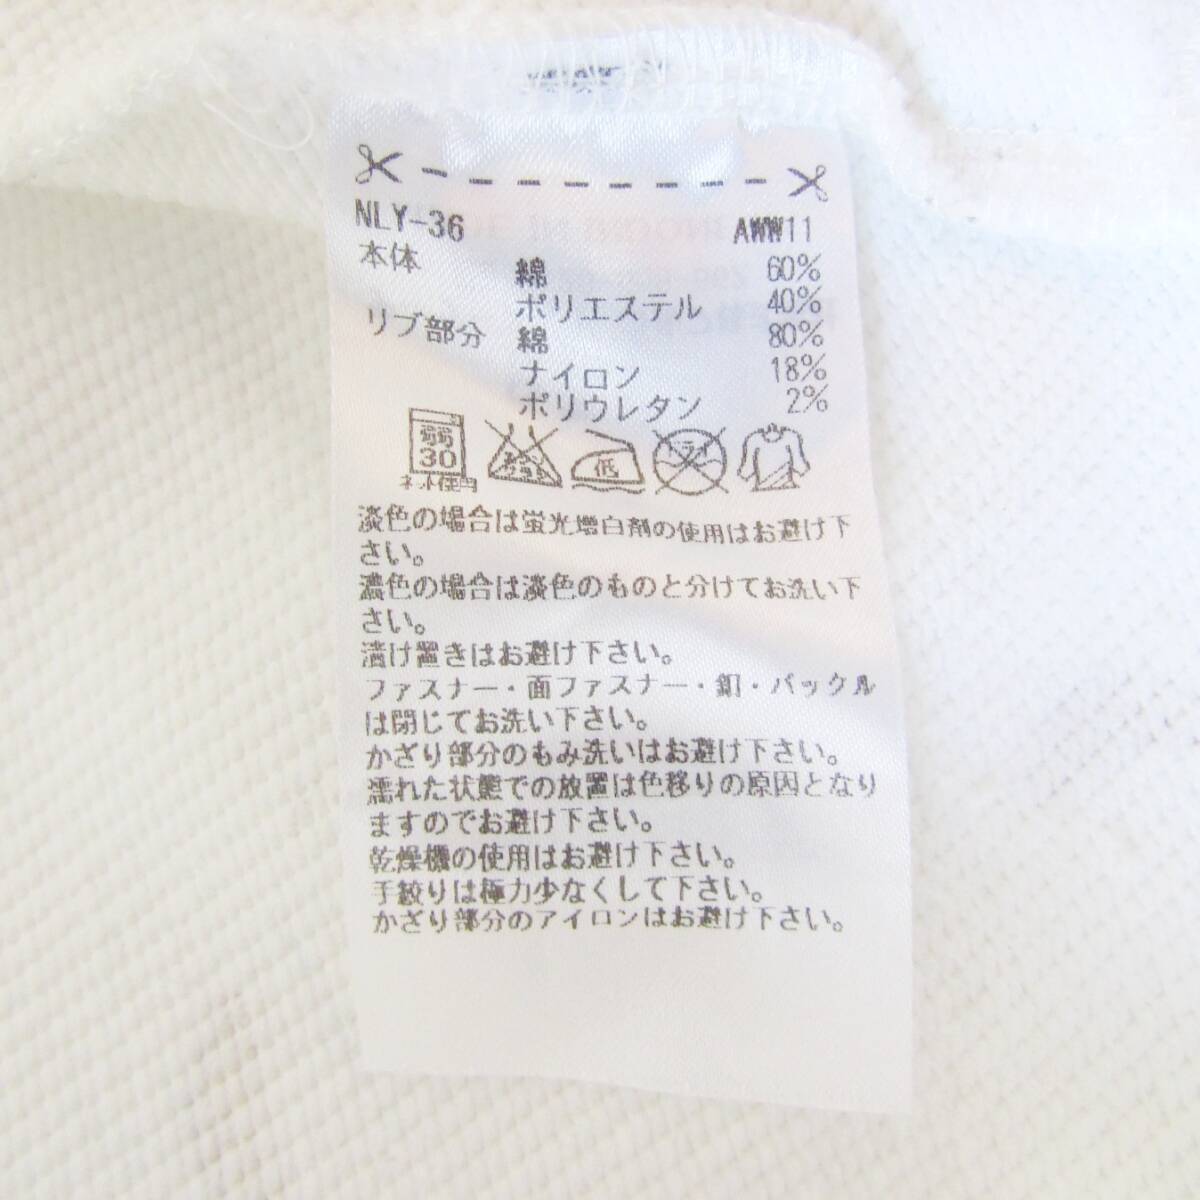 NLY-36 AWW11
本体 綿 60%
ポリエステル 40%
リブ部分 綿 80%
ナイロン 18%
ポリウレタン 2%
弱
30
ネット使用
低
淡色の場合は蛍光増白剤の使用はお避け下
さい。
濃色の場合は淡色のものと分けてお洗い下
さい。
漬け置きはお避け下さい。
ファスナー・面ファスナー・釦・バックル
は閉じてお洗い下さい。
かざり部分のもみ洗いはお避け下さい。
濡れた状態での放置は色移りの原因となり
ますのでお避け下さい。
乾燥機の使用はお避け下さい。
手絞りは極力少なくして下さい。
かざり部分のアイロンはお避け下さい。